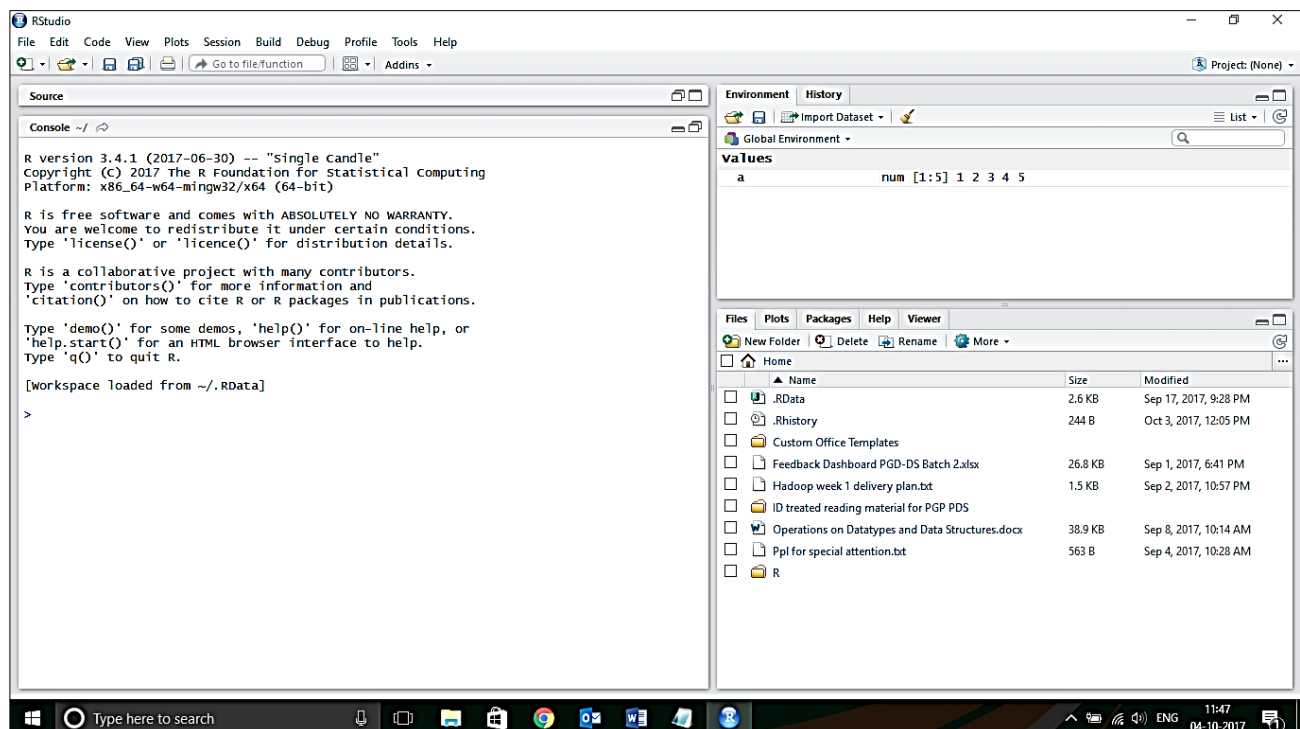 RStudio
File Edit Code View Plots Session Build Debug Profile Tools Help
Go to file/function Addins Project: (None)
Source
Console ~/
R version 3.4.1 (2017-06-30) -- "Single Candle"
Copyright (C) 2017 The R Foundation for Statistical Computing
Platform: x86_64-w64-mingw32/x64 (64-bit)
R is free software and comes with ABSOLUTELY NO WARRANTY.
You are welcome to redistribute it under certain conditions.
Type 'license()' or 'licence()' for distribution details.
R is a collaborative project with many contributors.
Type 'contributors()' for more information and
'citation()' on how to cite R or R packages in publications.
Type 'demo()' for some demos, 'help()' for on-line help, or
'help.start()' for an HTML browser interface to help.
Type 'q()' to quit R.
[Workspace loaded from ~/.RData]
>
Environment History
Import Dataset List
Global Environment
Values
a num [1:5] 1 2 3 4 5
Files Plots Packages Help Viewer
New Folder Delete Rename More
Home
Name Size Modified
.RData 2.6 KB Sep 17, 2017, 9:28 PM
.Rhistory 244 B Oct 3, 2017, 12:05 PM
Custom Office Templates
Feedback Dashboard PGD-DS Batch 2.xlsx 26.8 KB Sep 1, 2017, 6:41 PM
Hadoop week 1 delivery plan.txt 1.5 KB Sep 2, 2017, 10:57 PM
ID treated reading material for PGP PDS
Operations on Datatypes and Data Structures.docx 38.9 KB Sep 8, 2017, 10:14 AM
Ppl for special attention.txt 563 B Sep 4, 2017, 10:28 AM
R
Type here to search
ENG
11:47
04-10-2017